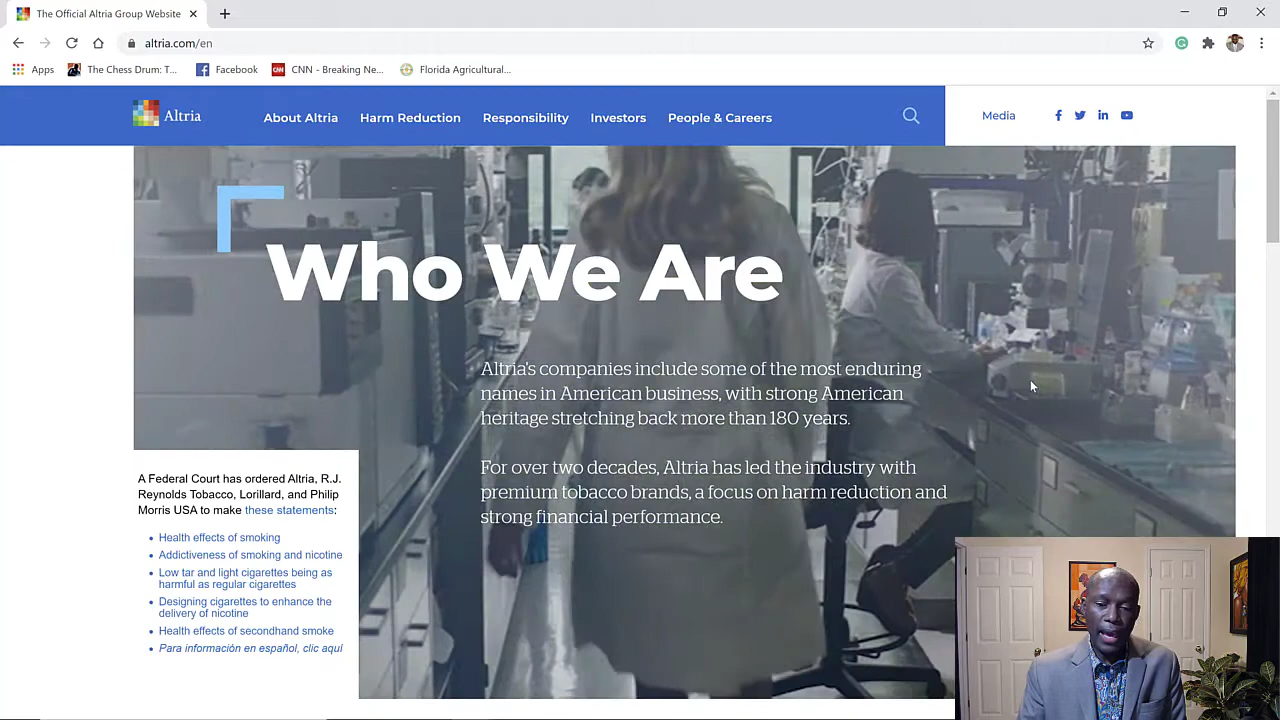 The Official Altria Group Website
altria.com/en
Apps The Chess Drum: T... Facebook CNN - Breaking Ne... Florida Agricultural...
Altria About Altria Harm Reduction Responsibility Investors People & Careers Media
Who We Are
Altria's companies include some of the most enduring
names in American business, with strong American
heritage stretching back more than 180 years.
For over two decades, Altria has led the industry with
premium tobacco brands, a focus on harm reduction and
strong financial performance.
A Federal Court has ordered Altria, R.J.
Reynolds Tobacco, Lorillard, and Philip
Morris USA to make these statements:
• Health effects of smoking
• Addictiveness of smoking and nicotine
• Low tar and light cigarettes being as
harmful as regular cigarettes
• Designing cigarettes to enhance the
delivery of nicotine
• Health effects of secondhand smoke
• Para información en español, clic aquí